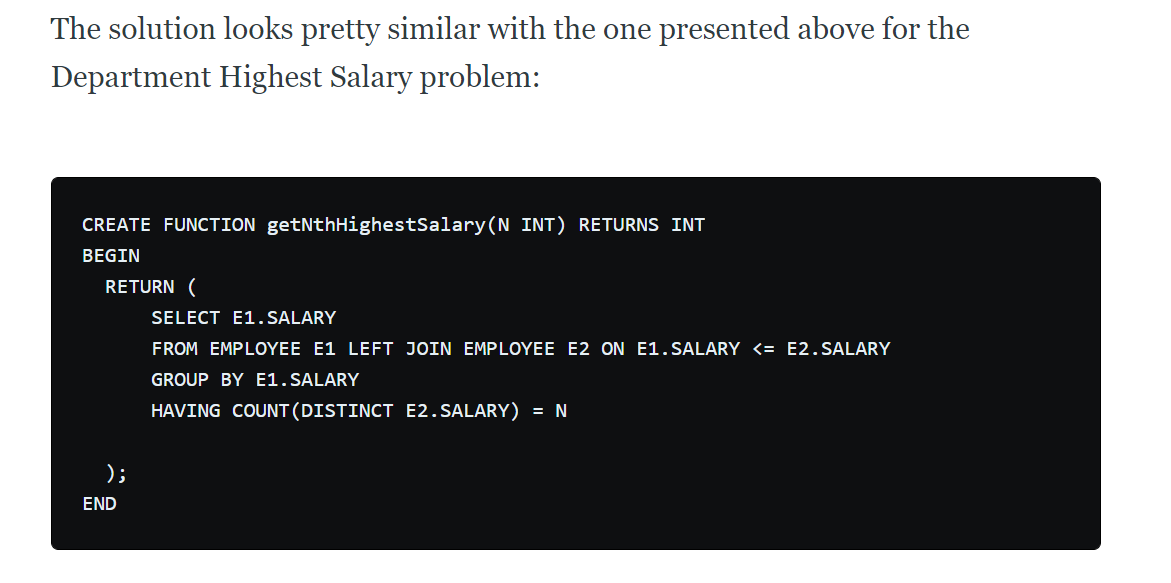 The solution looks pretty similar with the one presented above for the
Department Highest Salary problem:
CREATE FUNCTION getNthHighestSalary(N INT) RETURNS INT
BEGIN
  RETURN (
      SELECT E1.SALARY
      FROM EMPLOYEE E1 LEFT JOIN EMPLOYEE E2 ON E1.SALARY <= E2.SALARY
      GROUP BY E1.SALARY
      HAVING COUNT(DISTINCT E2.SALARY) = N
  );
END